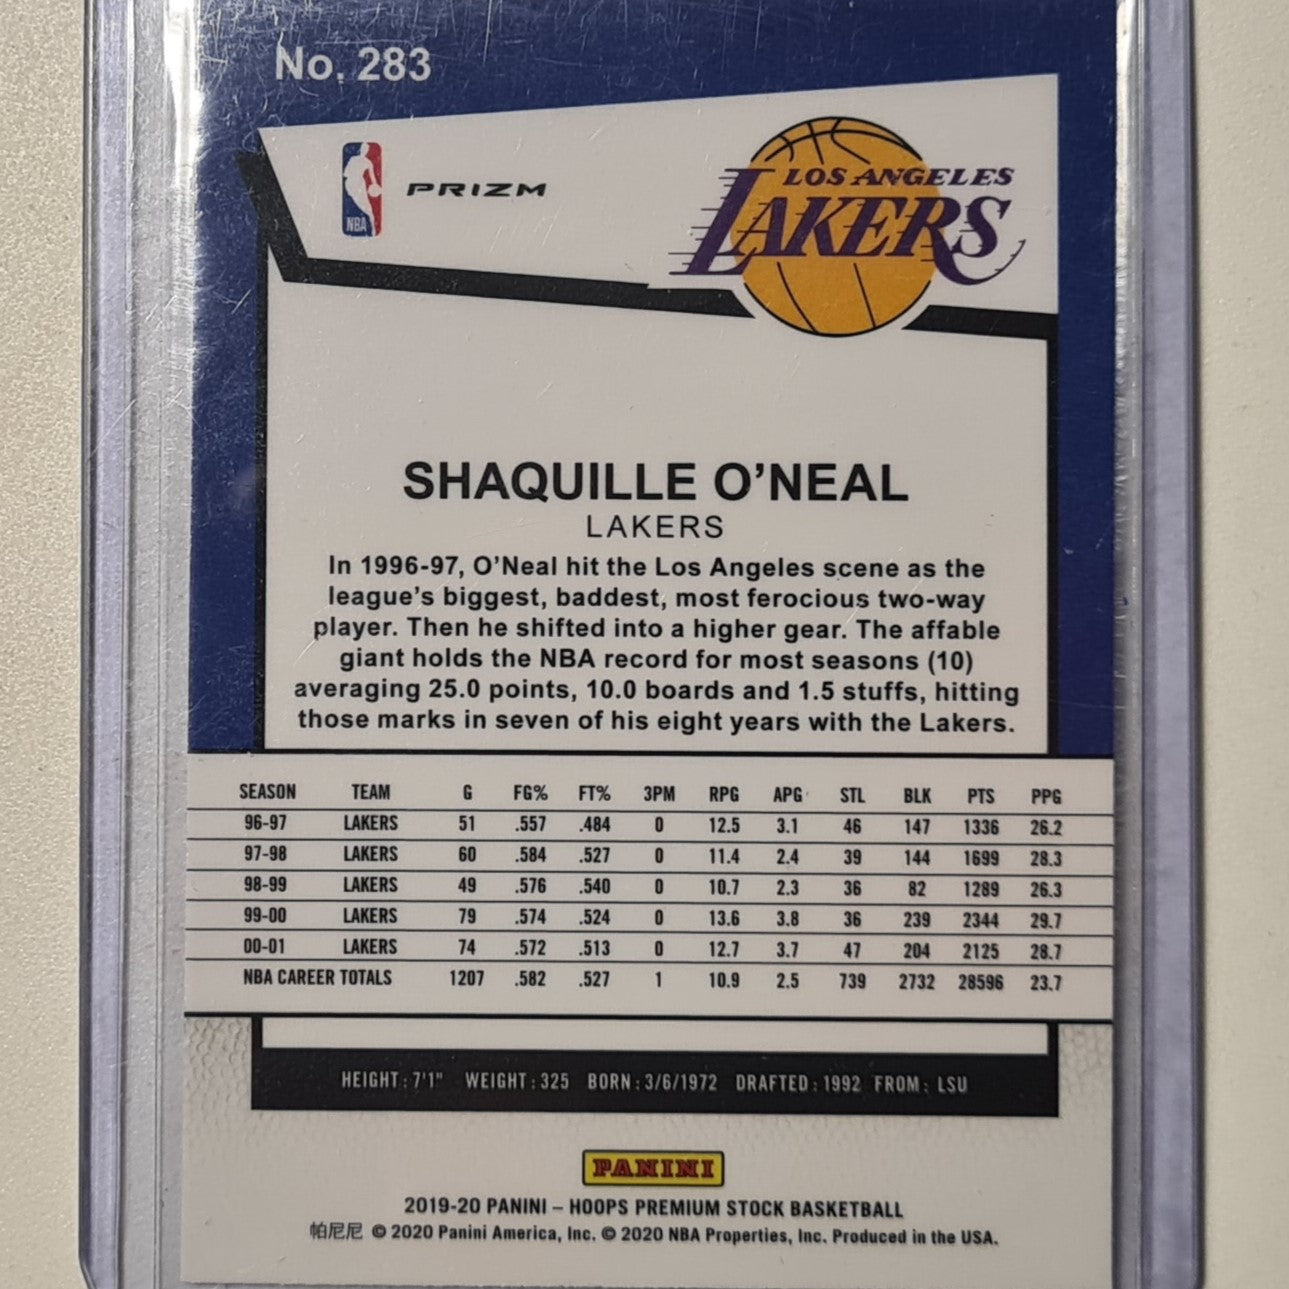 No. 283
NBA
PRIZM
LOS ANGELES
LAKERS
SHAQUILLE O'NEAL
LAKERS
In 1996-97, O'Neal hit the Los Angeles scene as the
league's biggest, baddest, most ferocious two-way
player. Then he shifted into a higher gear. The affable
giant holds the NBA record for most seasons (10)
averaging 25.0 points, 10.0 boards and 1.5 stuffs, hitting
those marks in seven of his eight years with the Lakers.
SEASON TEAM G FG% FT% 3PM RPG APG STL BLK PTS PPG
96-97 LAKERS 51 .557 .484 0 12.5 3.1 46 147 1336 26.2
97-98 LAKERS 60 .584 .527 0 11.4 2.4 39 144 1699 28.3
98-99 LAKERS 49 .576 .540 0 10.7 2.3 36 82 1289 26.3
99-00 LAKERS 79 .574 .524 0 13.6 3.8 36 239 2344 29.7
00-01 LAKERS 74 .572 .513 0 12.7 3.7 47 204 2125 28.7
NBA CAREER TOTALS 1207 .582 .527 1 10.9 2.5 739 2732 28596 23.7
HEIGHT: 7'1" WEIGHT: 325 BORN: 3/6/1972 DRAFTED: 1992 FROM: LSU
PANINI
2019-20 PANINI – HOOPS PREMIUM STOCK BASKETBALL
帕尼尼 © 2020 Panini America, Inc. © 2020 NBA Properties, Inc. Produced in the USA.